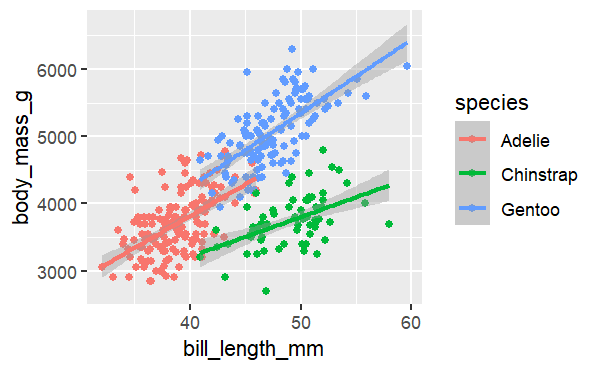 body_mass_g
6000
5000
4000
3000
40
50
60
bill_length_mm
species
Adelie
Chinstrap
Gentoo